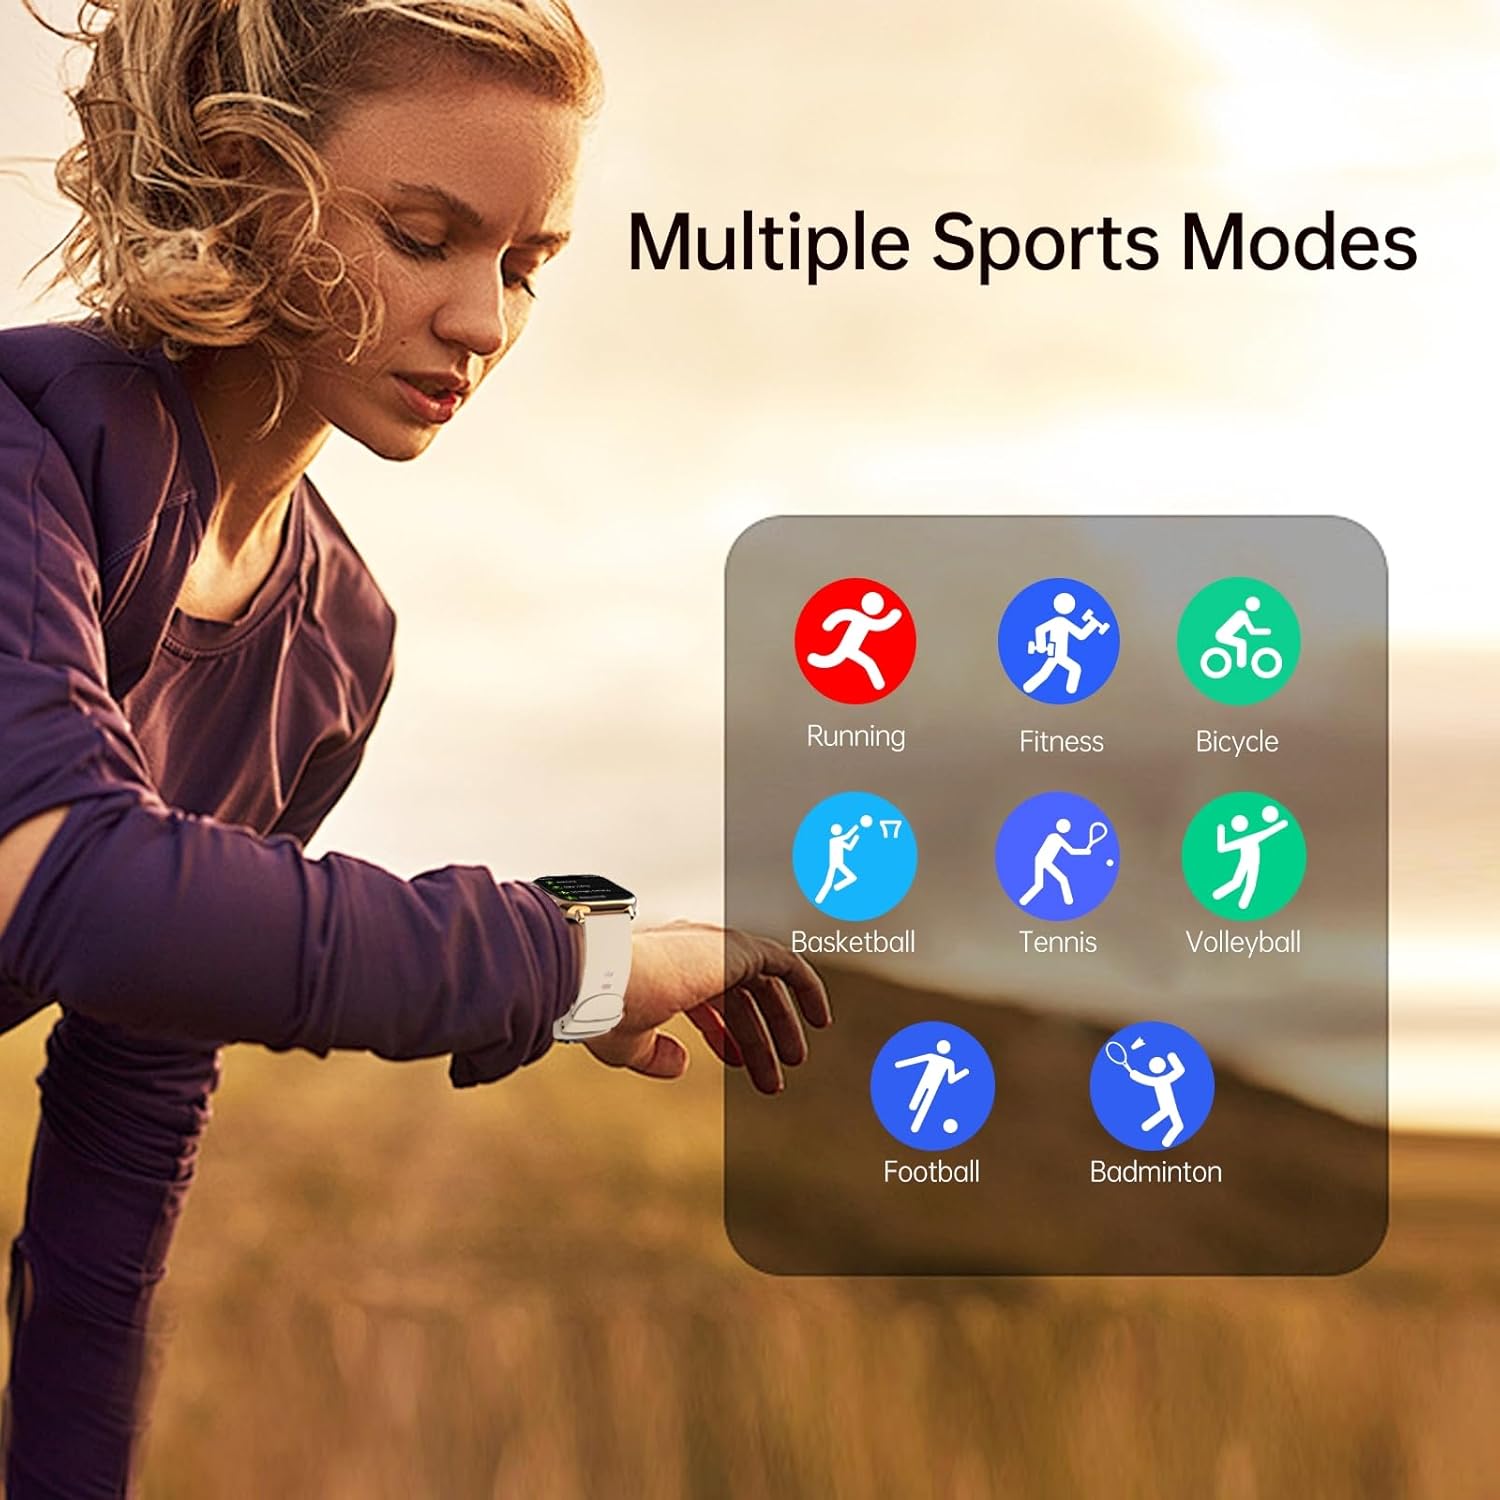 Multiple Sports Modes
Running
Fitness
Bicycle
Basketball
Tennis
Volleyball
Football
Badminton